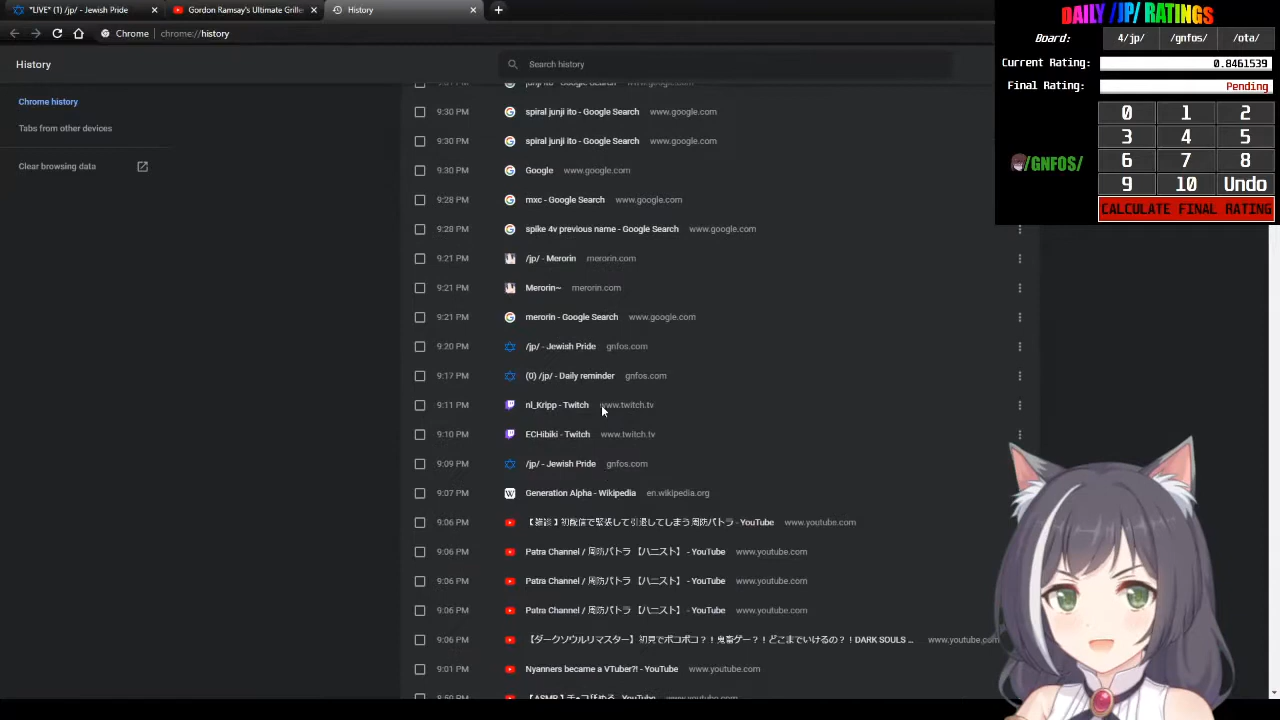 *LIVE* (1) /jp/ - Jewish Pride
Gordon Ramsay's Ultimate Grille
History
Chrome
chrome://history
History
Search history
Chrome history
Tabs from other devices
Clear browsing data
junji ito - Google Search www.google.com
9:30 PM spiral junji ito - Google Search www.google.com
9:30 PM spiral junji ito - Google Search www.google.com
9:30 PM Google www.google.com
9:28 PM mxc - Google Search www.google.com
9:28 PM spike 4v previous name - Google Search www.google.com
9:21 PM /jp/ - Merorin merorin.com
9:21 PM Merorin~ merorin.com
9:21 PM merorin - Google Search www.google.com
9:20 PM /jp/ - Jewish Pride gnfos.com
9:17 PM (0) /jp/ - Daily reminder gnfos.com
9:11 PM nl_Kripp - Twitch www.twitch.tv
9:10 PM ECHibiki - Twitch www.twitch.tv
9:09 PM /jp/ - Jewish Pride gnfos.com
9:07 PM Generation Alpha - Wikipedia en.wikipedia.org
9:06 PM 【雑談】初配信で緊張して引退してしまう周防パトラ - YouTube www.youtube.com
9:06 PM Patra Channel / 周防パトラ 【ハニスト】 - YouTube www.youtube.com
9:06 PM Patra Channel / 周防パトラ 【ハニスト】 - YouTube www.youtube.com
9:06 PM Patra Channel / 周防パトラ 【ハニスト】 - YouTube www.youtube.com
9:06 PM 【ダークソウルリマスター】初見でボコボコ？！鬼畜ゲー？！どこまでいけるの？！DARK SOULS ... www.youtube.com
9:01 PM Nyanners became a VTuber?! - YouTube www.youtube.com
DAILY /JP/ RATINGS
Board: 4/jp/ /gnfos/ /ota/
Current Rating: 0.8461539
Final Rating: Pending
0 1 2
3 4 5
/GNFOS/
6 7 8
9 10 Undo
CALCULATE FINAL RATING